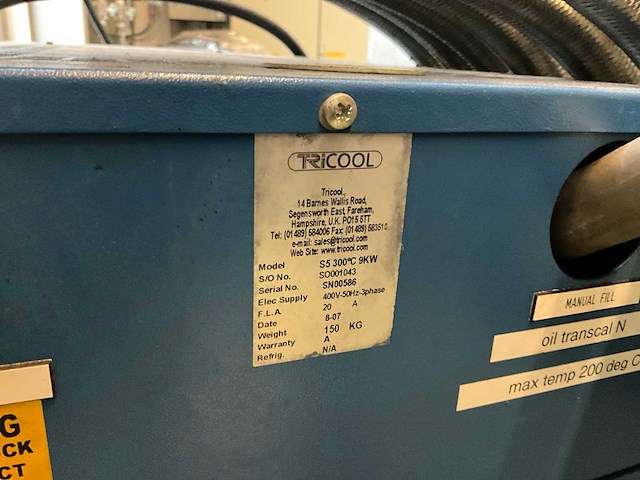 TRICOOL
Tricool.,
14 Barnes Wallis Road,
Segensworth East, Fareham,
Hampshire, U.K. PO15 5TT
Tel: (01489) 584006 Fax: (01489) 583510
e-mail: sales@tricool.com
Web Site: www.tricool.com
Model S5 300°C 9KW
S/O No. SO001043
Serial No. SN00586
Elec Supply 400V-50Hz-3phase
F.L.A. 20 A
Date 8-07
Weight 150 KG
Warranty A
Refrig. N/A
MANUAL FILL
oil transcal N
max temp 200 deg C
G
CK
CT